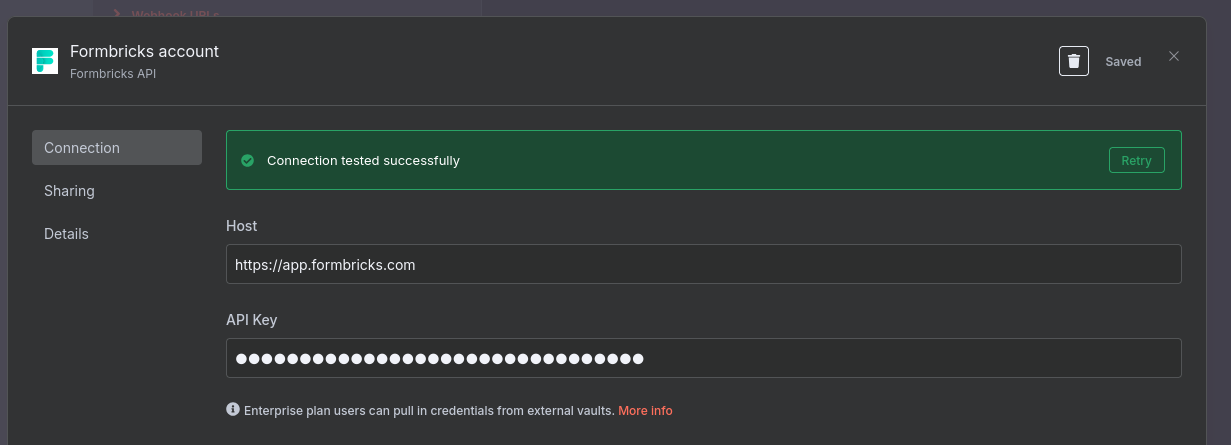 Webhook URLs
Formbricks account
Formbricks API
Saved
Connection
Sharing
Details
Connection tested successfully
Retry
Host
https://app.formbricks.com
API Key
●●●●●●●●●●●●●●●●●●●●●●●●●●●●●●●●
Enterprise plan users can pull in credentials from external vaults. More info